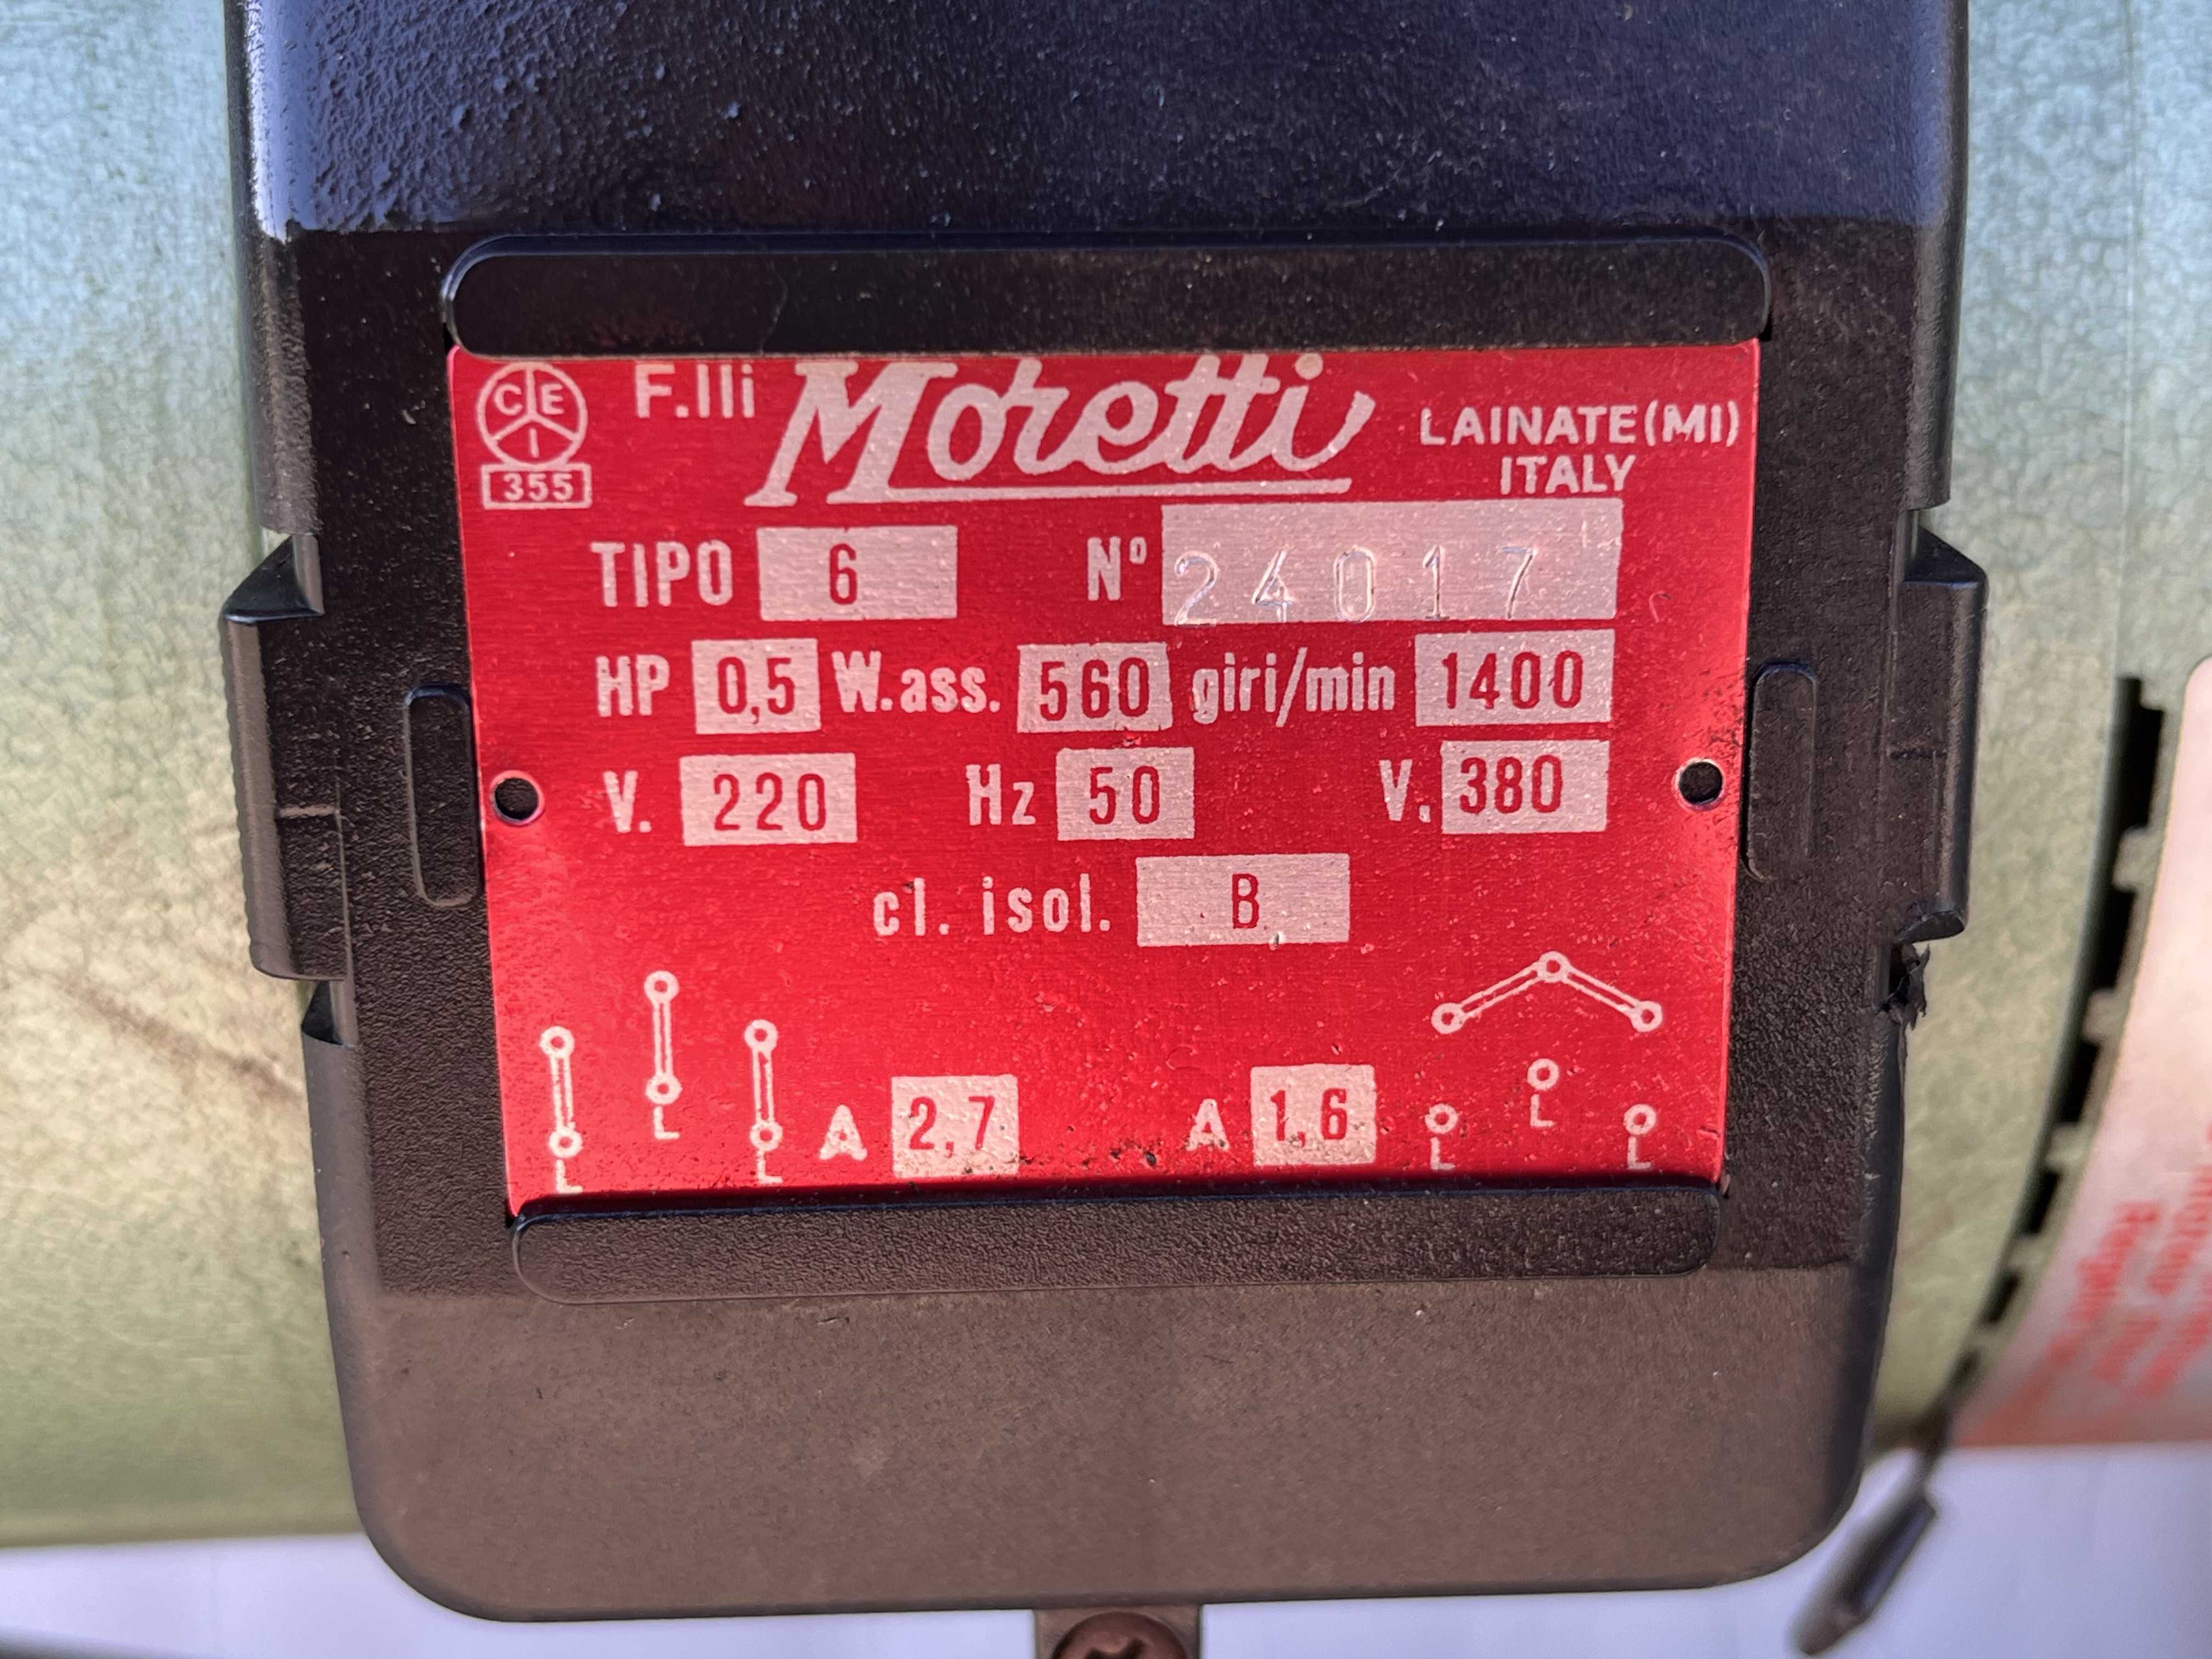 C E I
355
F.lli Moretti
LAINATE (MI)
ITALY
TIPO 6 Nº 24017
HP 0,5 W.ass. 560 giri/min 1400
V. 220 Hz 50 V. 380
cl. isol. B
L L L A 2,7 A 1,6 L L L